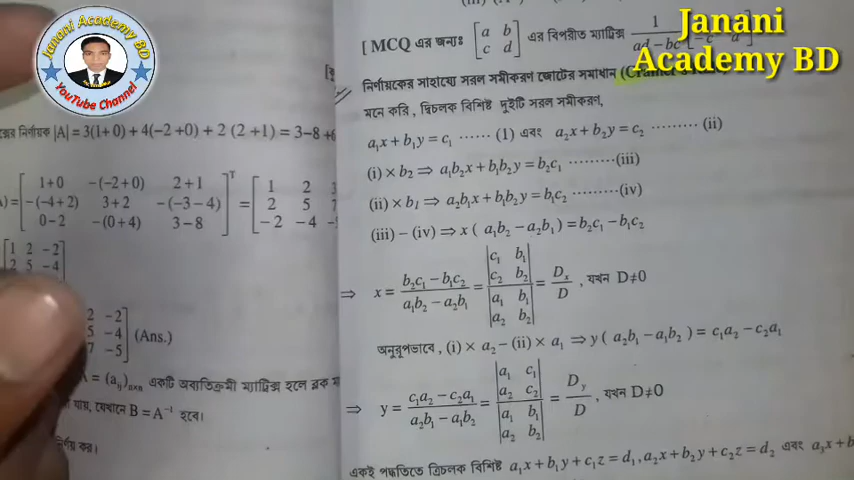 Janani Academy BD
YouTube Channel
Janani
Academy BD
ন্নের নির্ণায়ক |A| = 3(1+0) + 4(−2+0) + 2 (2+1) = 3−8 +6
1+0 −(−2+0) 2+1
−(−4+2) 3+2 −(−3−4)
0−2 −(0+4) 3−8
T
=
1 2 3
2 5 7
−2 −4
1 2 −2
2 5 −4
2 −2
5 −4
7 −5
(Ans.)
= (aij)n×n একটি অব্যতিক্রমী ম্যাট্রিক্স হলে
যায়, যেখানে B = A⁻¹ হবে।
নির্ণয় কর।
[ MCQ এর জন্যঃ [a b; c d] এর বিপরীত ম্যাট্রিক্স 1/(ad − bc)
নির্ণায়কের সাহায্যে সরল সমীকরণ জোটের সমাধান
মনে করি, দ্বিচলক বিশিষ্ট দুইটি সরল সমীকরণ,
a₁x + b₁y = c₁ ······ (1) এবং a₂x + b₂y = c₂ ········· (ii)
(i) × b₂ ⇒ a₁b₂x + b₁b₂y = b₂c₁ ·········(iii)
(ii) × b₁ ⇒ a₂b₁x + b₁b₂y = b₁c₂ ·········(iv)
(iii) − (iv) ⇒ x ( a₁b₂ − a₂b₁ ) = b₂c₁ − b₁c₂
⇒ x = (b₂c₁ − b₁c₂)/(a₁b₂ − a₂b₁) = |c₁ b₁; c₂ b₂|/|a₁ b₁; a₂ b₂| = Dₓ/D , যখন D≠0
অনুরূপভাবে, (i) × a₂ − (ii) × a₁ ⇒ y ( a₂b₁ − a₁b₂ ) = c₁a₂ − c₂a₁
⇒ y = (c₁a₂ − c₂a₁)/(a₂b₁ − a₁b₂) = |a₁ c₁; a₂ c₂|/|a₁ b₁; a₂ b₂| = Dᵧ/D , যখন D≠0
একই পদ্ধতিতে ত্রিচলক বিশিষ্ট a₁x + b₁y + c₁z = d₁, a₂x + b₂y + c₂z = d₂ এবং a₃x + b